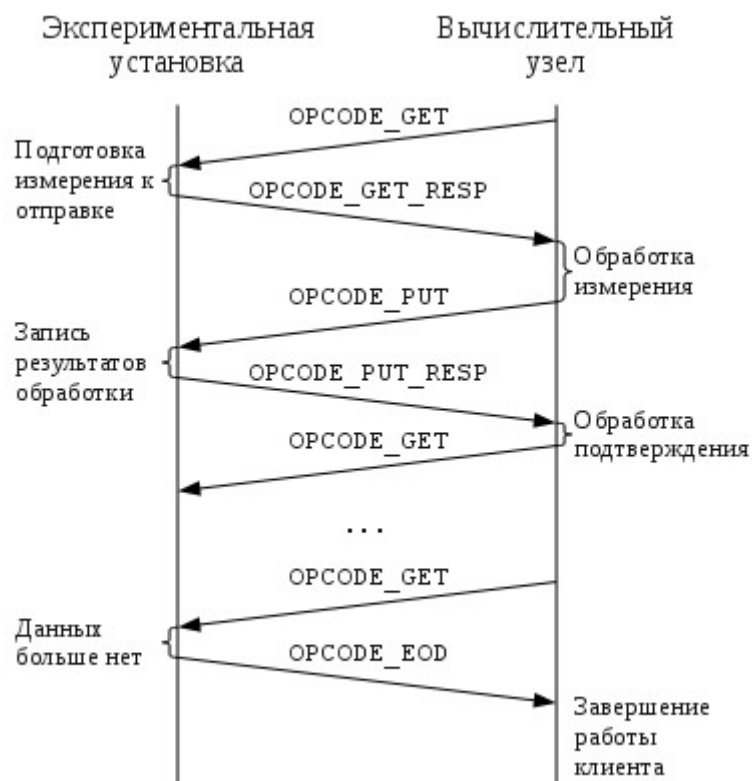 Экспериментальная
установка
Вычислительный
узел
OPCODE_GET
Подготовка
измерения к
отправке
OPCODE_GET_RESP
Обработка
измерения
OPCODE_PUT
Запись
результатов
обработки
OPCODE_PUT_RESP
Обработка
подтверждения
OPCODE_GET
...
OPCODE_GET
Данных
больше нет
OPCODE_EOD
Завершение
работы
клиента